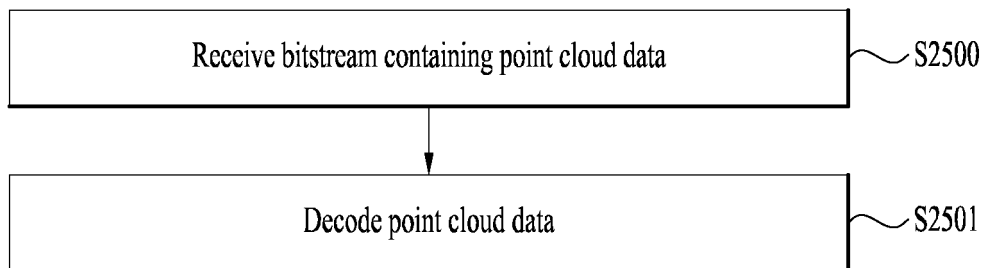 Receive bitstream containing point cloud data
S2500
Decode point cloud data
S2501